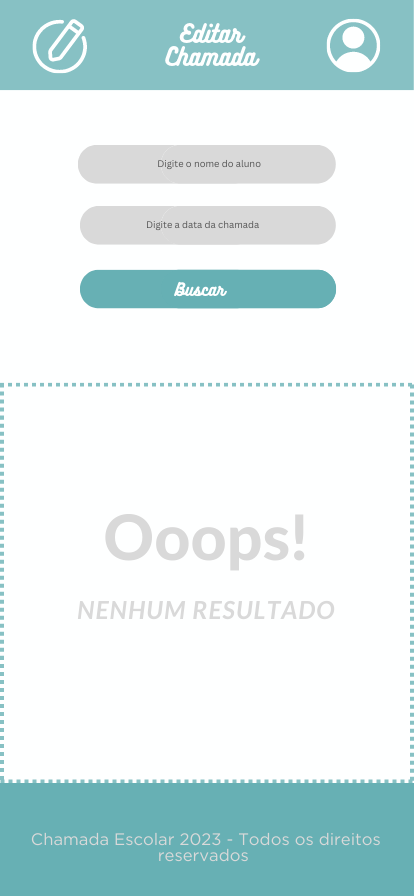 Editar
Chamada
Digite o nome do aluno
Digite a data da chamada
Buscar
Ooops!
NENHUM RESULTADO
Chamada Escolar 2023 - Todos os direitos
reservados